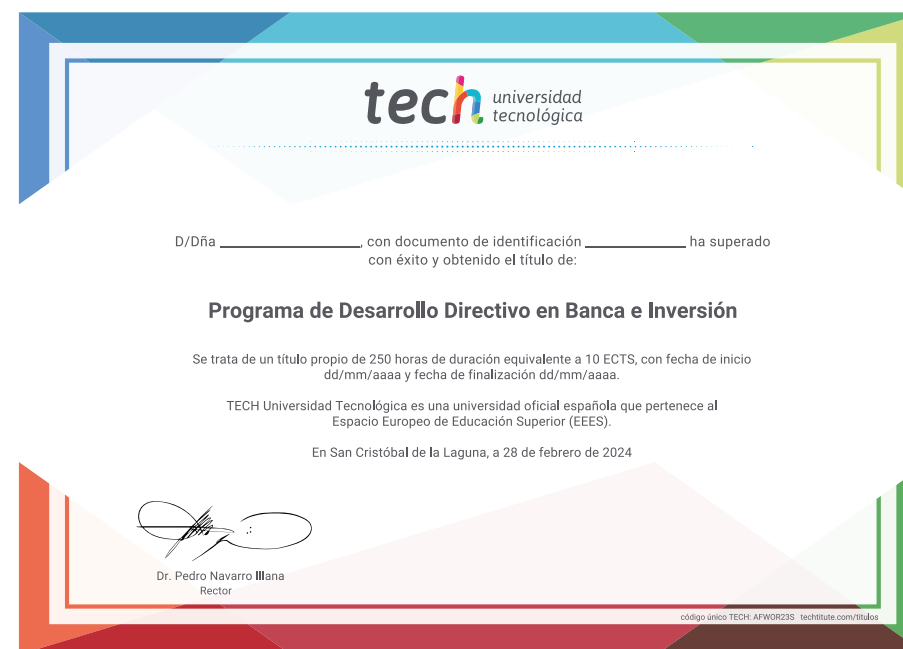 tech universidad
tecnológica
D/Dña ____________________, con documento de identificación ______________ ha superado
con éxito y obtenido el título de:
Programa de Desarrollo Directivo en Banca e Inversión
Se trata de un título propio de 250 horas de duración equivalente a 10 ECTS, con fecha de inicio
dd/mm/aaaa y fecha de finalización dd/mm/aaaa.
TECH Universidad Tecnológica es una universidad oficial española que pertenece al
Espacio Europeo de Educación Superior (EEES).
En San Cristóbal de la Laguna, a 28 de febrero de 2024
Dr. Pedro Navarro Illana
Rector
código único TECH: AFWOR23S techtitute.com/titulos